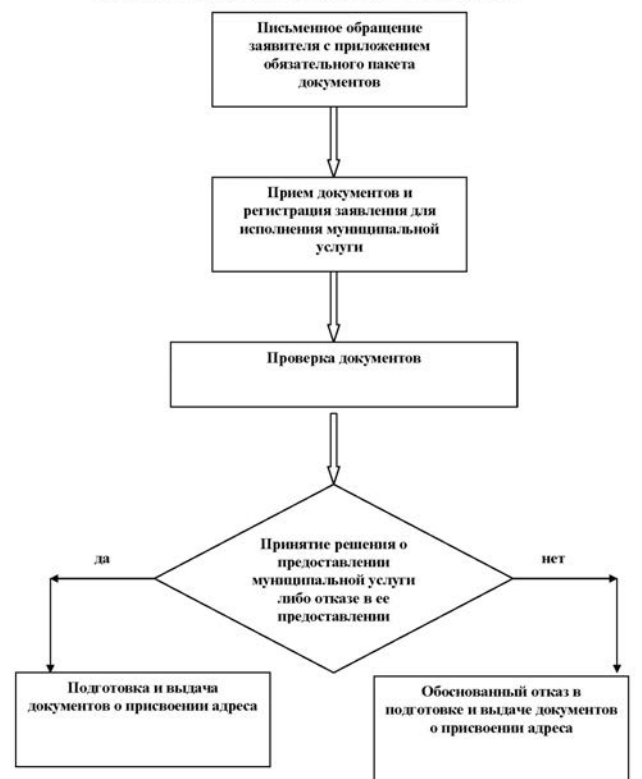 Письменное обращение
заявителя с приложением
обязательного пакета
документов
Прием документов и
регистрация заявления для
исполнения муниципальной
услуги
Проверка документов
Принятие решения о
предоставлении
муниципальной услуги
либо отказе в ее
предоставлении
да
нет
Подготовка и выдача
документов о присвоении адреса
Обоснованный отказ в
подготовке и выдаче документов
о присвоении адреса